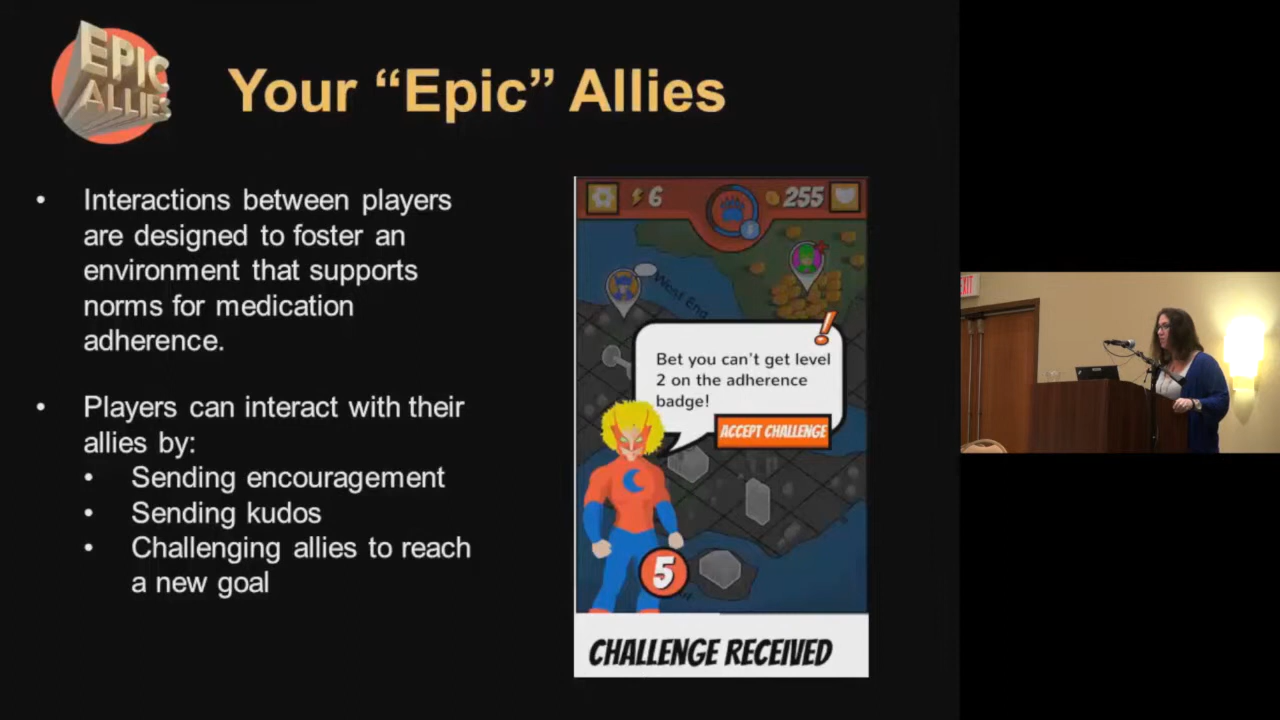 EPIC
ALLIES
Your “Epic” Allies
• Interactions between players
are designed to foster an
environment that supports
norms for medication
adherence.
• Players can interact with their
allies by:
• Sending encouragement
• Sending kudos
• Challenging allies to reach
a new goal
6
255
West End
!
Bet you can't get level
2 on the adherence
badge!
ACCEPT CHALLENGE
5
CHALLENGE RECEIVED
EXIT